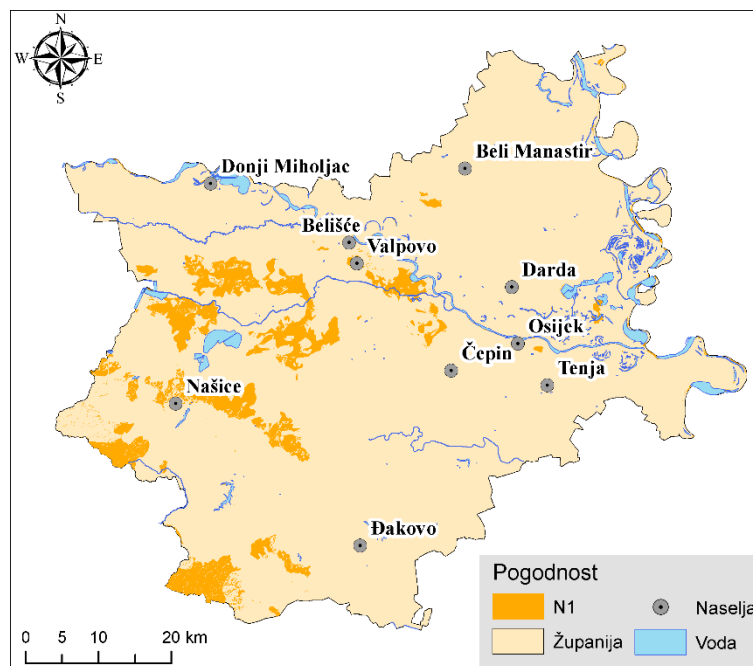 N
W E
S
Donji Miholjac
Beli Manastir
Belišće
Valpovo
Darda
Osijek
Čepin
Tenja
Našice
Đakovo
Pogodnost
N1
Naselja
Županija
Voda
0 5 10 20 km